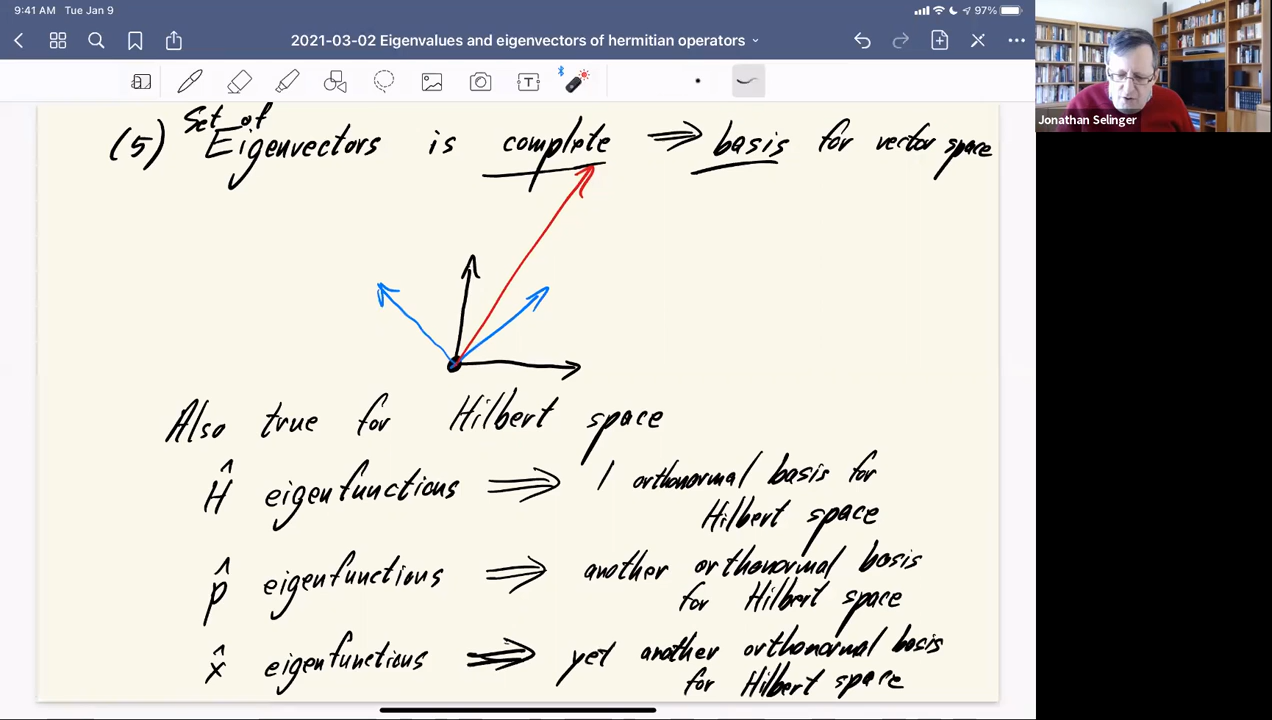 9:41 AM Tue Jan 9
97%
2021-03-02 Eigenvalues and eigenvectors of hermitian operators
Jonathan Selinger
Set of
(5) Eigenvectors is complete ⇒ basis for vector space
Also true for Hilbert space
Ĥ eigenfunctions ⇒ 1 orthonormal basis for
Hilbert space
p̂ eigenfunctions ⇒ another orthonormal basis
for Hilbert space
x̂ eigenfunctions ⇒ yet another orthonormal basis
for Hilbert space